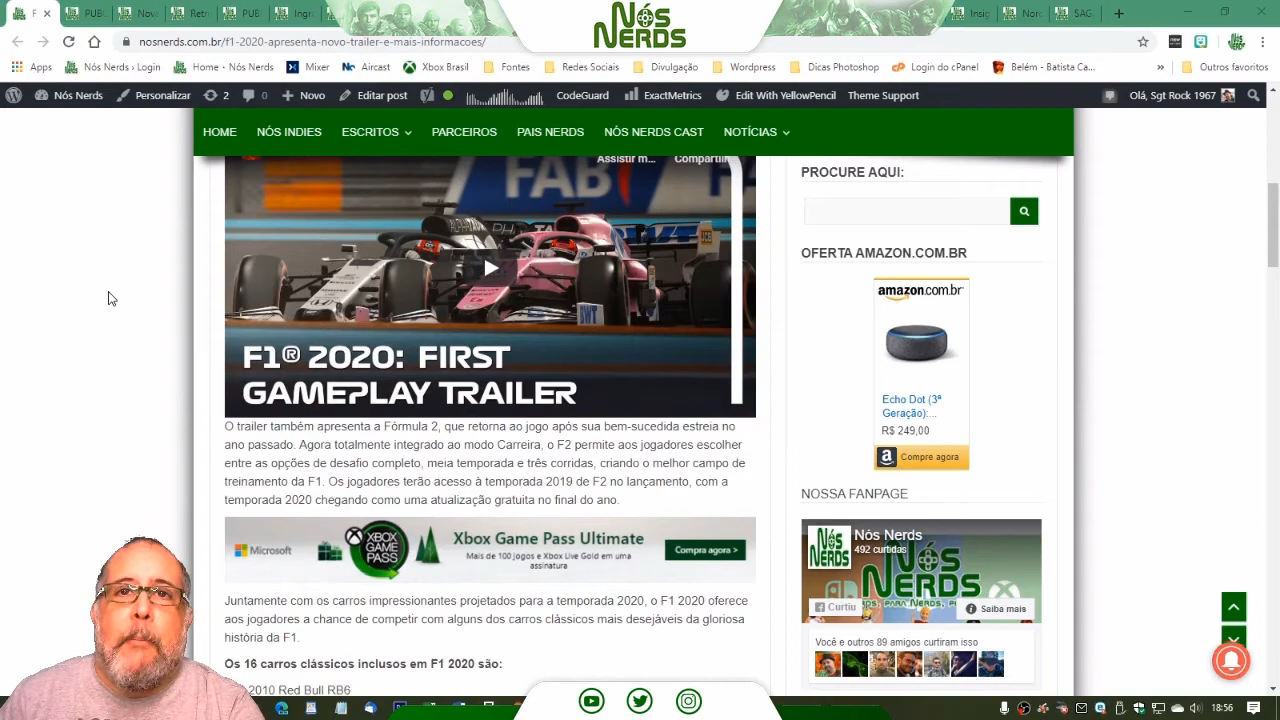 Nós
NERDS
nosnerds.com.br/f1-2020-apresenta-novo-trailer-e-mais-informacoes/
Apps Nós Nerds › Login Home - Nós Nerds Mixer Aircast Xbox Brasil Fontes Redes Sociais Divulgação Wordpress Dicas Photoshop Login do cPanel Belém - Batista Ca... » Outros favoritos
Nós Nerds Personalizar 2 0 Novo Editar post CodeGuard ExactMetrics Edit With YellowPencil Theme Support Olá, Sgt Rock 1967
HOME NÓS INDIES ESCRITOS PARCEIROS PAIS NERDS NÓS NERDS CAST NOTÍCIAS
Assistir m... Compartilh...
F1® 2020: FIRST
GAMEPLAY TRAILER
O trailer também apresenta a Fórmula 2, que retorna ao jogo após sua bem-sucedida estreia no
ano passado. Agora totalmente integrado ao modo Carreira, o F2 permite aos jogadores escolher
entre as opções de desafio completo, meia temporada e três corridas, criando o melhor campo de
treinamento da F1. Os jogadores terão acesso à temporada 2019 de F2 no lançamento, com a
temporada 2020 chegando como uma atualização gratuita no final do ano.
Microsoft
XBOX
GAME
PASS
Xbox Game Pass Ultimate
Mais de 100 jogos e Xbox Live Gold em uma
assinatura
Compra agora >
te com os carros impressionantes projetados para a temporada 2020, o F1 2020 oferece
jogadores a chance de competir com alguns dos carros clássicos mais desejáveis da gloriosa
história da F1.
Os 16 carros clássicos inclusos em F1 2020 são:
Red Bull RB6
PROCURE AQUI:
OFERTA AMAZON.COM.BR
amazon.com.br
Echo Dot (3ª
Geração):...
R$ 249,00
Compre agora
NOSSA FANPAGE
Nós Nerds
492 curtidas
Nós
NERDS
Curtiu
Saiba mais
Você e outros 89 amigos curtiram isso
18:56